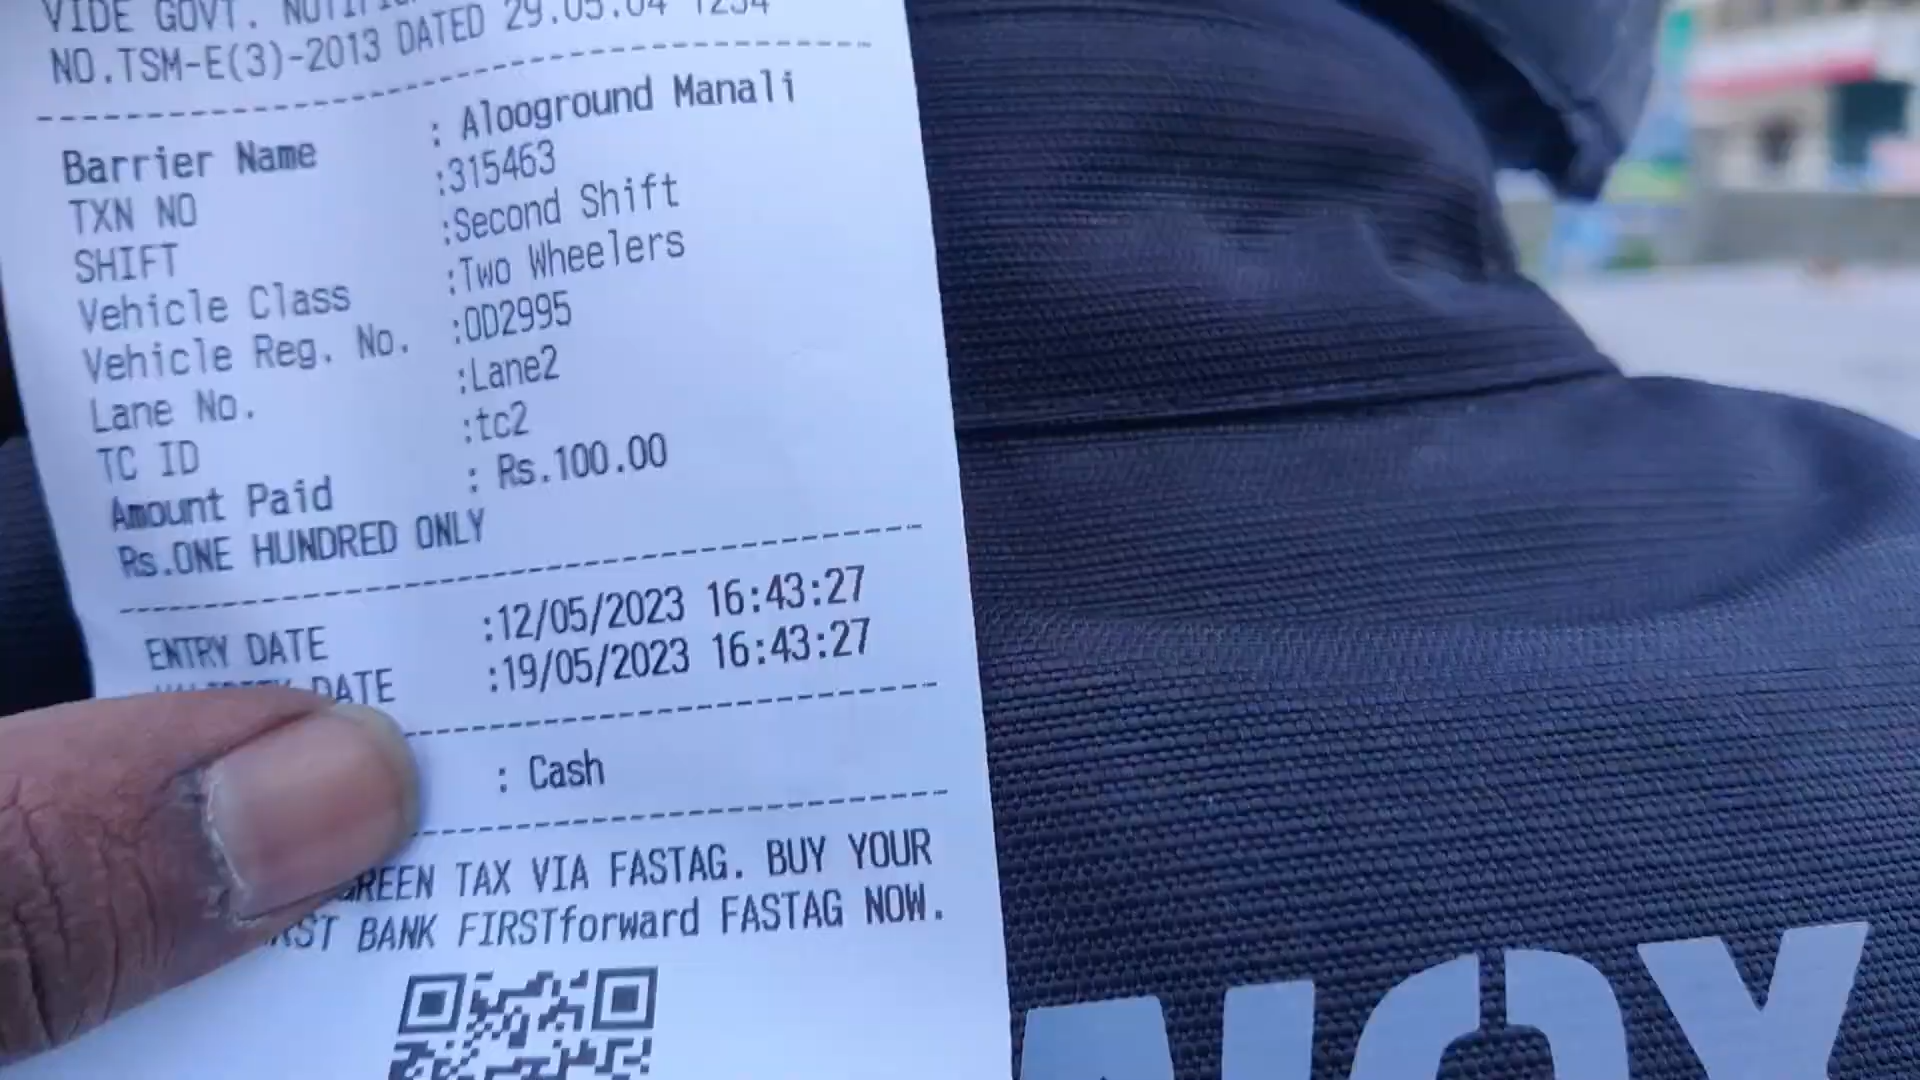 VIDE GOVT.
NO.TSM-E(3)-2013 DATED 29.05.04 1234
Barrier Name : Alooground Manali
TXN NO :315463
SHIFT :Second Shift
Vehicle Class :Two Wheelers
Vehicle Reg. No. :OD2995
Lane No. :Lane2
TC ID :tc2
Amount Paid : Rs.100.00
Rs.ONE HUNDRED ONLY
ENTRY DATE :12/05/2023 16:43:27
DATE :19/05/2023 16:43:27
: Cash
GREEN TAX VIA FASTAG. BUY YOUR
BANK FIRSTforward FASTAG NOW.